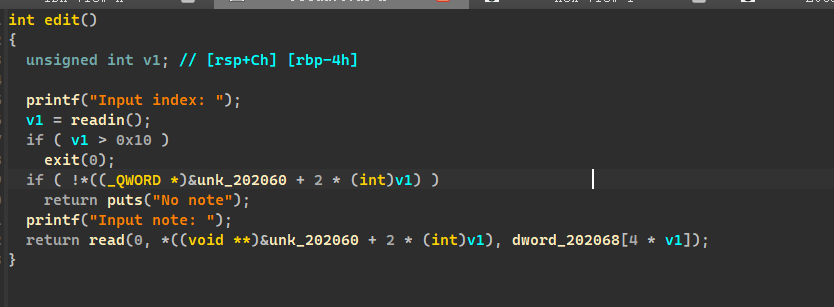 int edit()
{
unsigned int v1; // [rsp+Ch] [rbp-4h]
printf("Input index: ");
v1 = readin();
if ( v1 > 0x10 )
exit(0);
if ( !*((_QWORD *)&unk_202060 + 2 * (int)v1) )
return puts("No note");
printf("Input note: ");
return read(0, *((void **)&unk_202060 + 2 * (int)v1), dword_202068[4 * v1]);
}